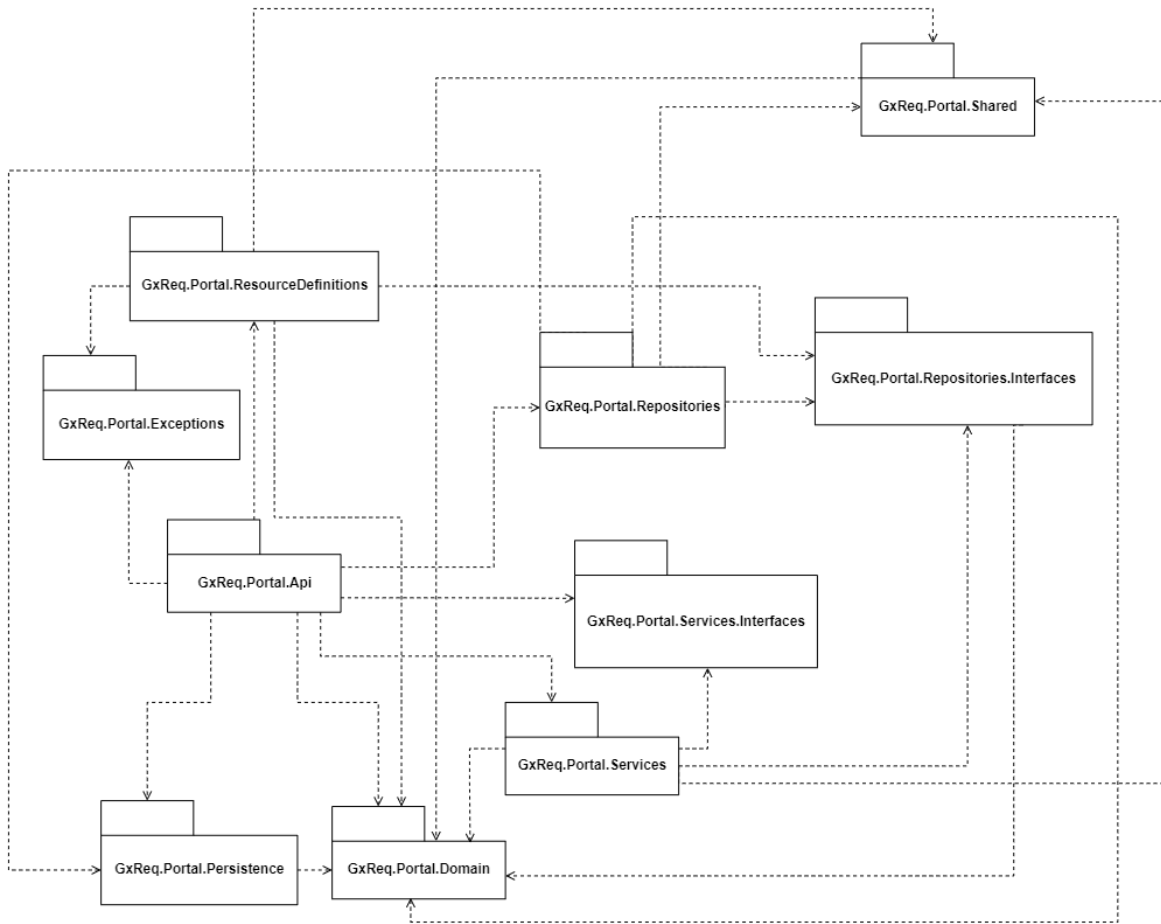 GxReq.Portal.Shared
GxReq.Portal.ResourceDefinitions
GxReq.Portal.Repositories.Interfaces
GxReq.Portal.Repositories
GxReq.Portal.Exceptions
GxReq.Portal.Api
GxReq.Portal.Services.Interfaces
GxReq.Portal.Services
GxReq.Portal.Persistence
GxReq.Portal.Domain